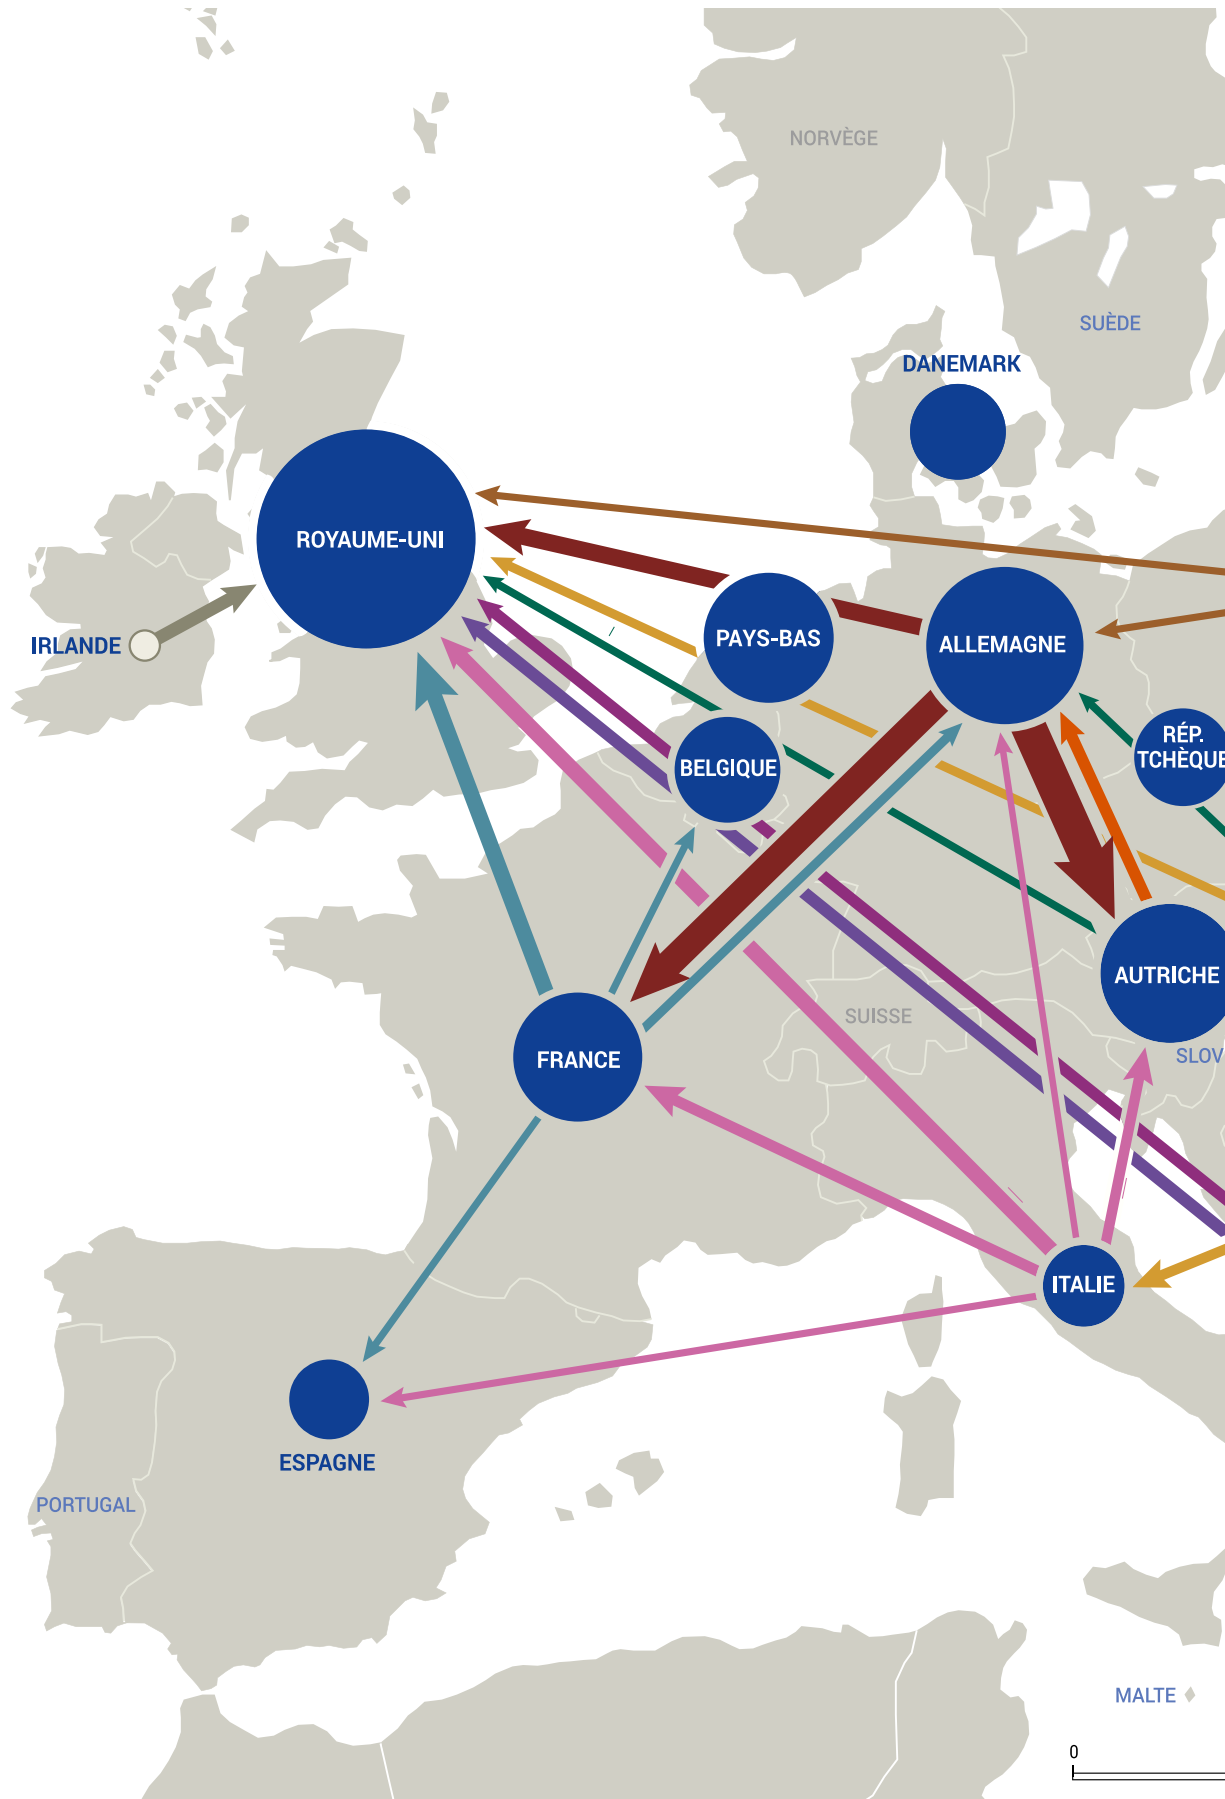 NORVÈGE
SUÈDE
DANEMARK
ROYAUME-UNI
IRLANDE
PAYS-BAS
ALLEMAGNE
RÉP.
TCHÈQUE
BELGIQUE
AUTRICHE
SUISSE
SLOV
FRANCE
ITALIE
ESPAGNE
PORTUGAL
MALTE
0